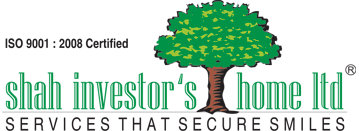 ISO 9001 : 2008 Certified
shah investor's home ltd®
SERVICES THAT SECURE SMILES